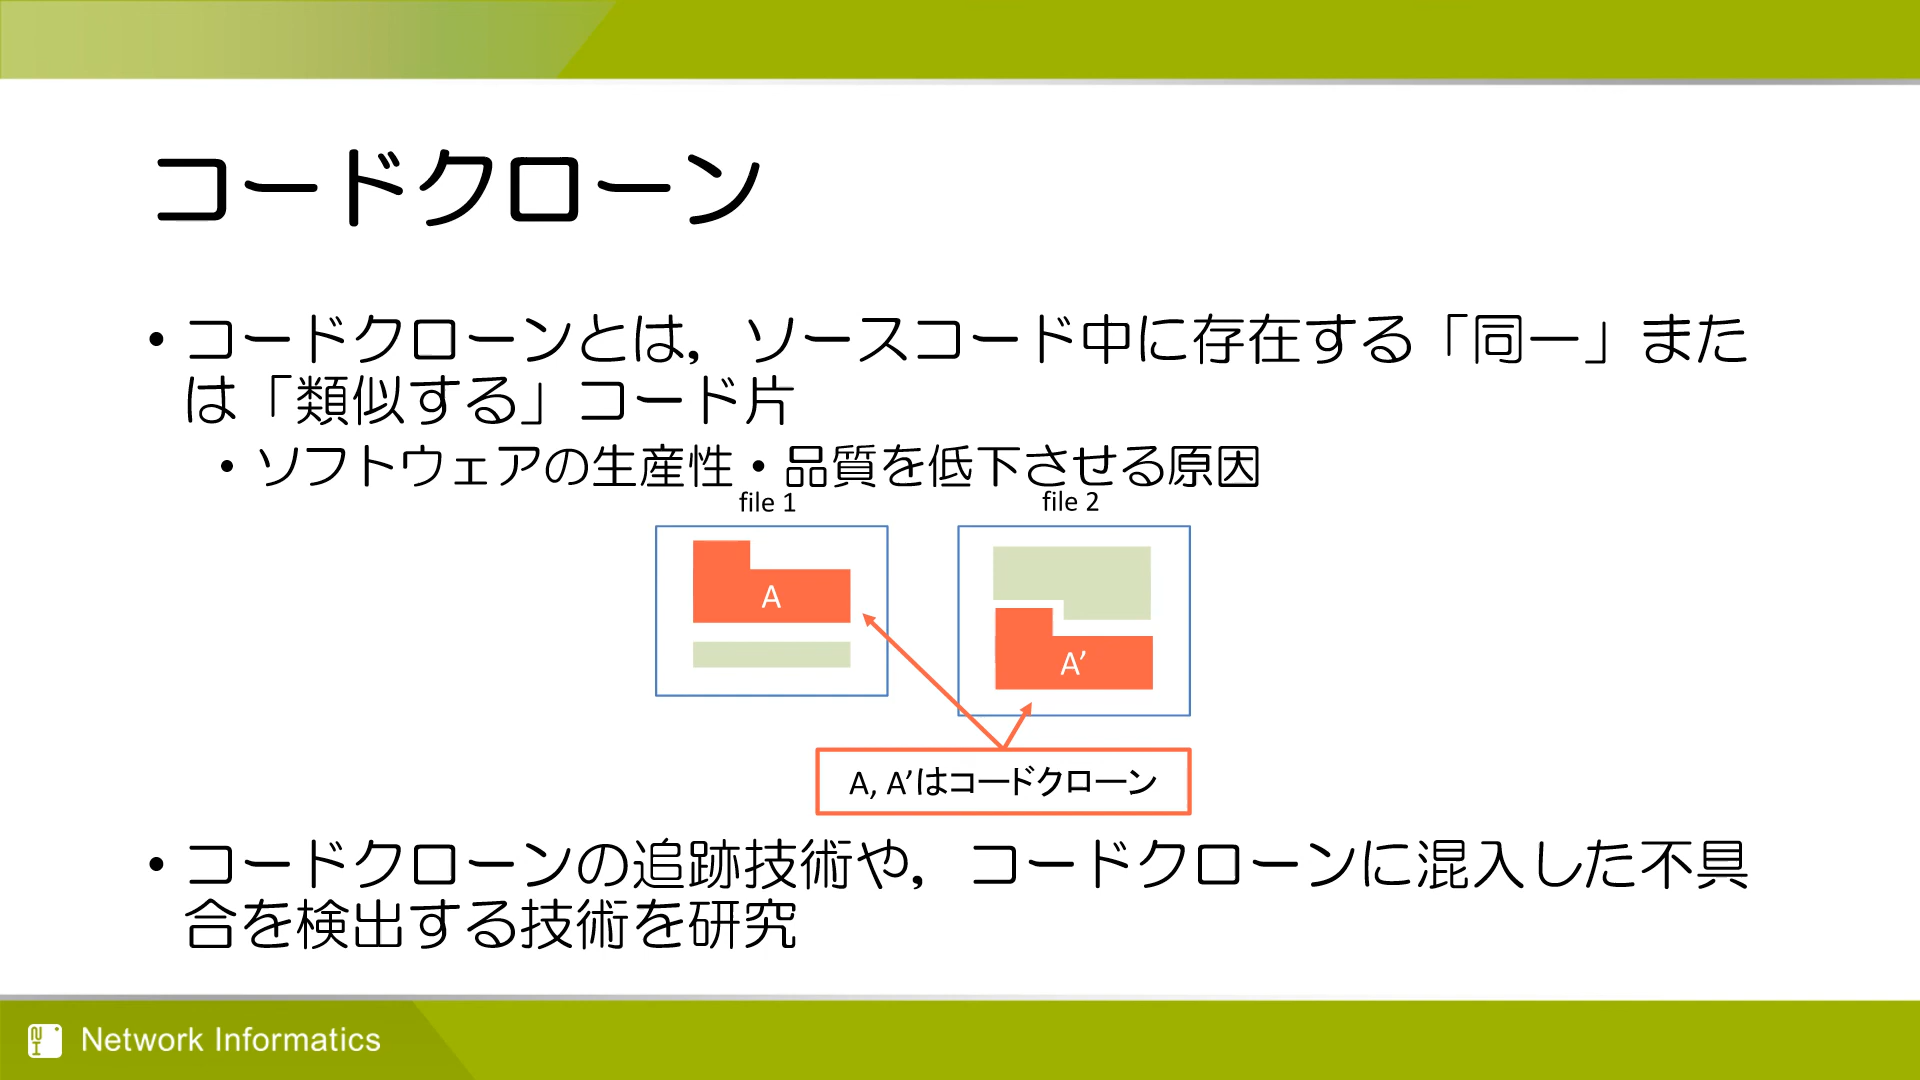 コードクローン
• コードクローンとは，ソースコード中に存在する「同一」また
は「類似する」コード片
• ソフトウェアの生産性・品質を低下させる原因
file 1
file 2
A
A’
A, A’はコードクローン
• コードクローンの追跡技術や，コードクローンに混入した不具
合を検出する技術を研究
NI
Network Informatics